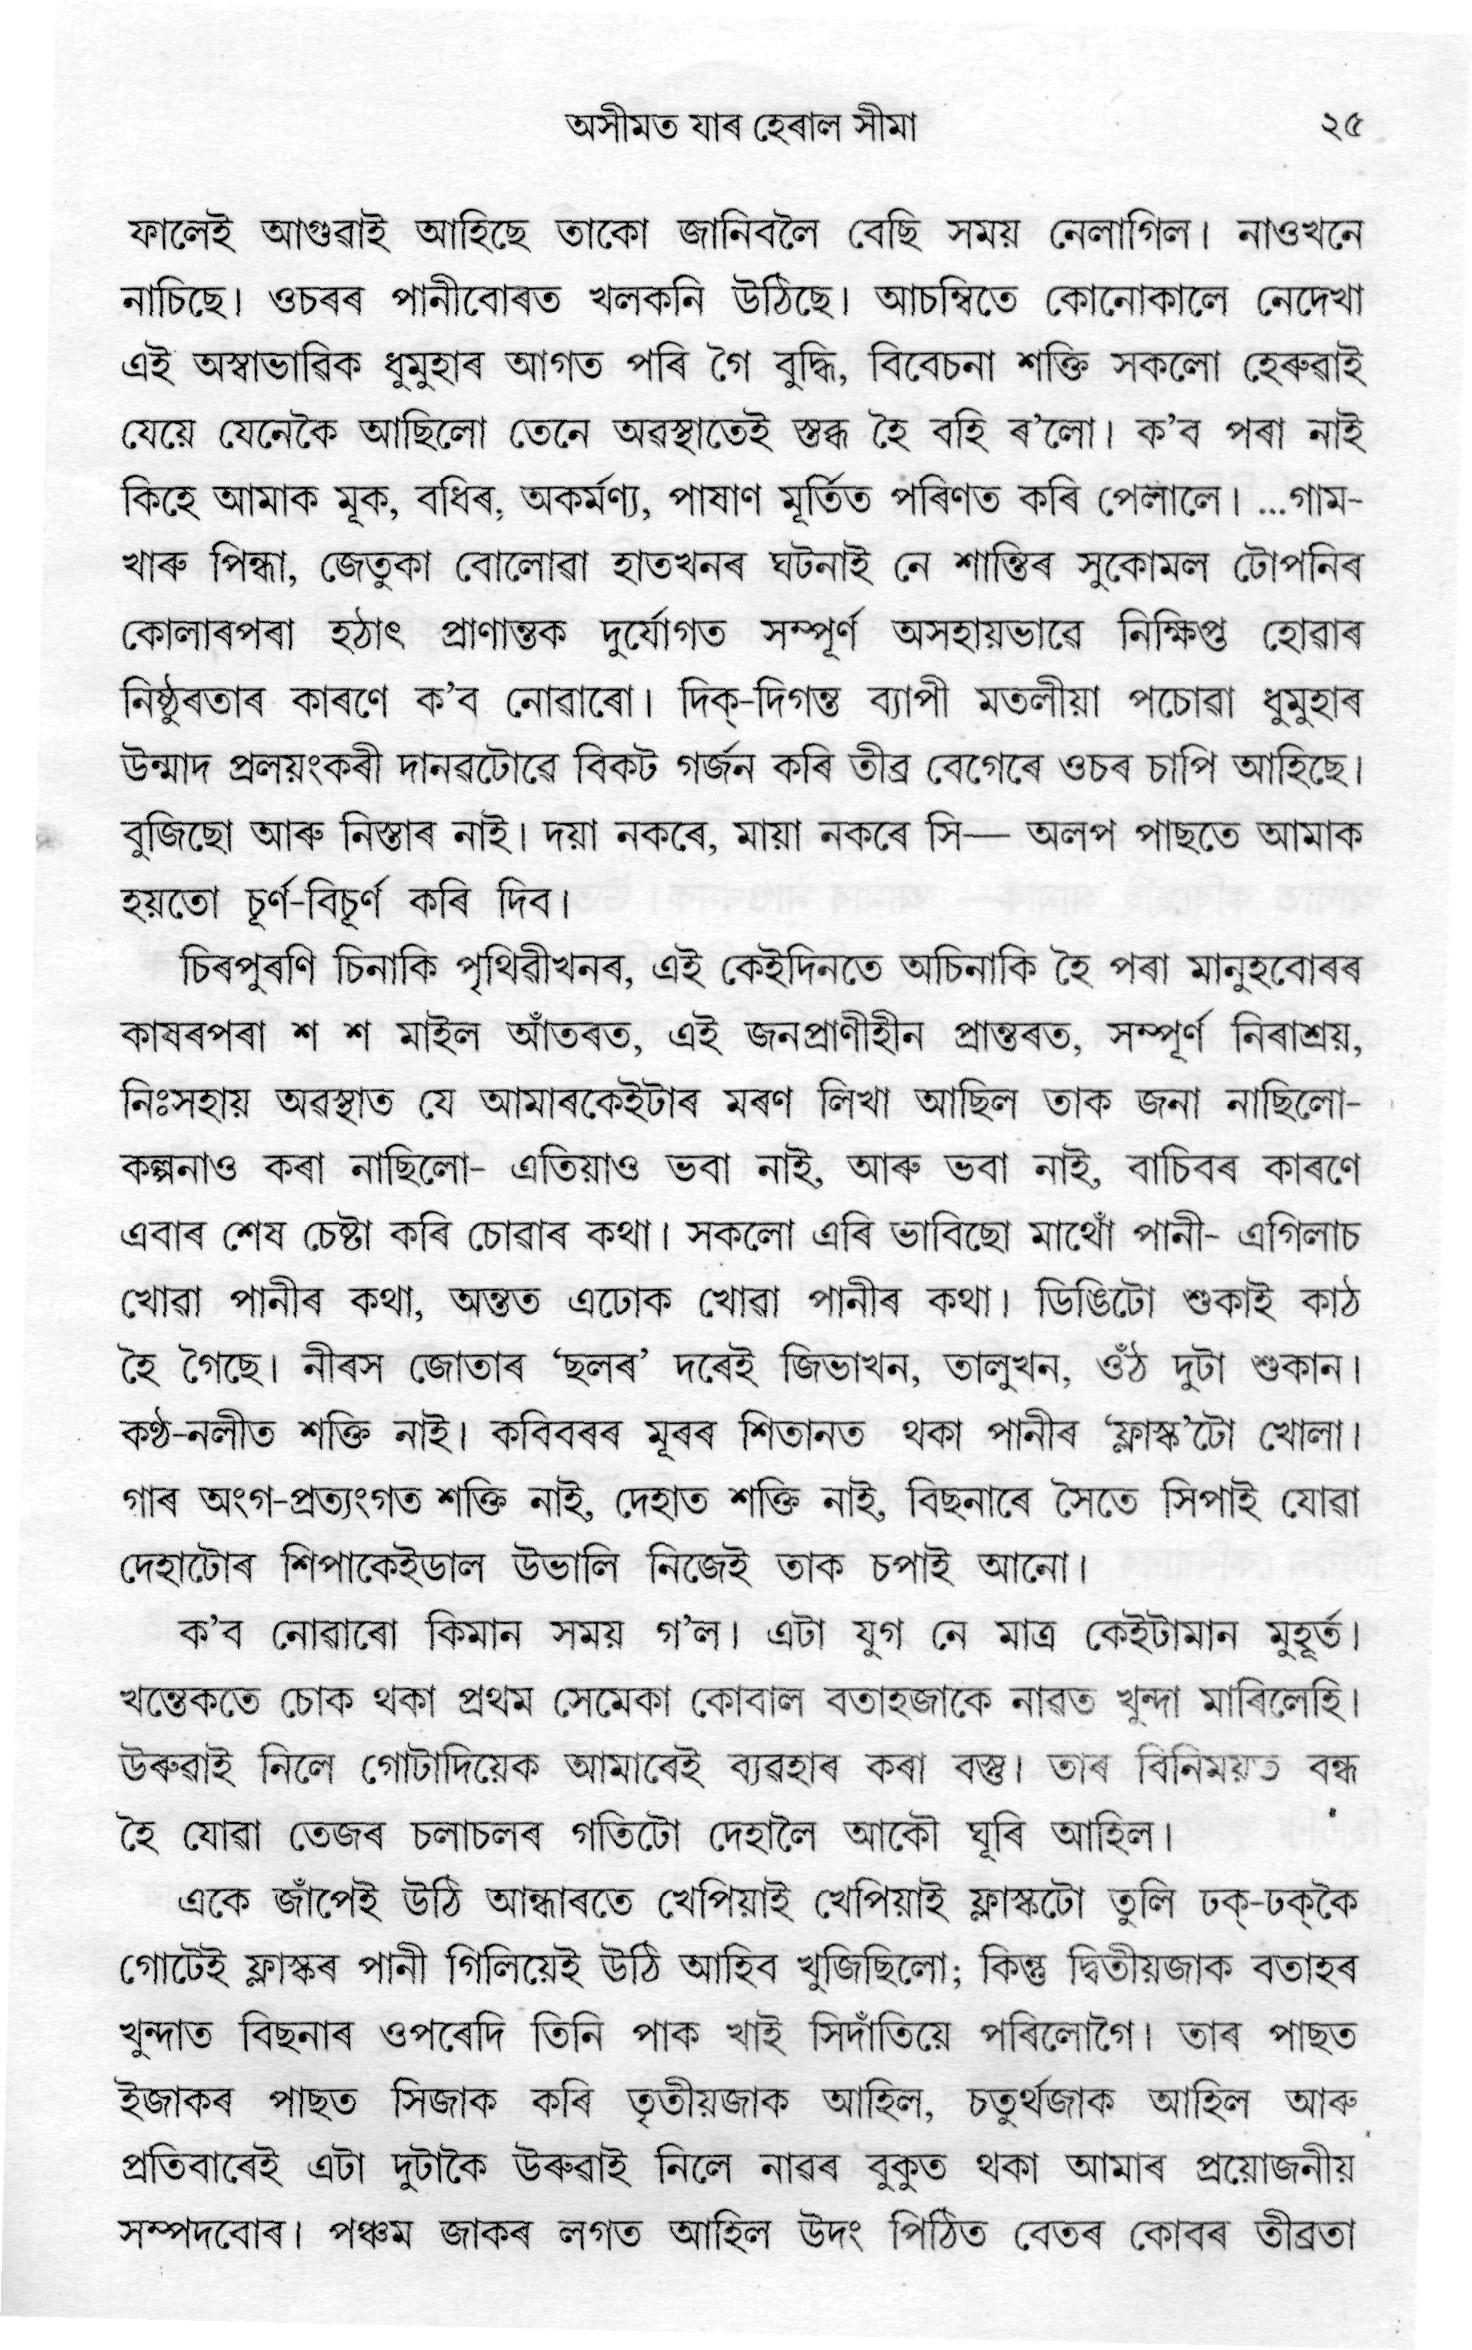 অসীমত যাৰ হেৰাল সীমা ২৫
ফালেই আগুৱাই আহিছে তাকো জানিবলৈ বেছি সময় নেলাগিল। নাওখনে
নাচিছে। ওচৰৰ পানীবোৰত খলকনি উঠিছে। আচম্বিতে কোনোকালে নেদেখা
এই অস্বাভাৱিক ধুমুহাৰ আগত পৰি গৈ বুদ্ধি, বিবেচনা শক্তি সকলো হেৰুৱাই
যেয়ে যেনেকৈ আছিলো তেনে অৱস্থাতেই স্তব্ধ হৈ বহি ৰ'লো। ক'ব পৰা নাই
কিহে আমাক মূক, বধিৰ, অকৰ্মণ্য, পাষাণ মূৰ্তিত পৰিণত কৰি পেলালে। ...গাম-
খাৰু পিন্ধা, জেতুকা বোলোৱা হাতখনৰ ঘটনাই নে শান্তিৰ সুকোমল টোপনিৰ
কোলাৰপৰা হঠাৎ প্ৰাণান্তক দুৰ্যোগত সম্পূৰ্ণ অসহায়ভাৱে নিক্ষিপ্ত হোৱাৰ
নিষ্ঠুৰতাৰ কাৰণে ক'ব নোৱাৰো। দিক্-দিগন্ত ব্যাপী মতলীয়া পচোৱা ধুমুহাৰ
উন্মাদ প্ৰলয়ংকৰী দানৱটোৱে বিকট গৰ্জন কৰি তীব্ৰ বেগেৰে ওচৰ চাপি আহিছে।
বুজিছো আৰু নিস্তাৰ নাই। দয়া নকৰে, মায়া নকৰে সি— অলপ পাছতে আমাক
হয়তো চূৰ্ণ-বিচূৰ্ণ কৰি দিব।
চিৰপুৰণি চিনাকি পৃথিৱীখনৰ, এই কেইদিনতে অচিনাকি হৈ পৰা মানুহবোৰৰ
কাষৰপৰা শ শ মাইল আঁতৰত, এই জনপ্ৰাণীহীন প্ৰান্তৰত, সম্পূৰ্ণ নিৰাশ্ৰয়,
নিঃসহায় অৱস্থাত যে আমাৰকেইটাৰ মৰণ লিখা আছিল তাক জনা নাছিলো-
কল্পনাও কৰা নাছিলো- এতিয়াও ভবা নাই, আৰু ভবা নাই, বাচিবৰ কাৰণে
এবাৰ শেষ চেষ্টা কৰি চোৱাৰ কথা। সকলো এৰি ভাবিছো মাথোঁ পানী- এগিলাচ
খোৱা পানীৰ কথা, অন্তত এঢোক খোৱা পানীৰ কথা। ডিঙিটো শুকাই কাঠ
হৈ গৈছে। নীৰস জোতাৰ ‘ছলৰ’ দৰেই জিভাখন, তালুখন, ওঁঠ দুটা শুকান।
কণ্ঠ-নলীত শক্তি নাই। কবিবৰৰ মূৰৰ শিতানত থকা পানীৰ ‘ফ্লাস্ক’টো খোলা।
গাৰ অংগ-প্ৰত্যংগত শক্তি নাই, দেহাত শক্তি নাই, বিছনাৰে সৈতে সিপাই যোৱা
দেহাটোৰ শিপাকেইডাল উভালি নিজেই তাক চপাই আনো।
ক'ব নোৱাৰো কিমান সময় গ'ল। এটা যুগ নে মাত্ৰ কেইটামান মুহূৰ্ত।
খন্তেকতে চোক থকা প্ৰথম সেমেকা কোবাল বতাহজাকে নাৱত খুন্দা মাৰিলেহি।
উৰুৱাই নিলে গোটাদিয়েক আমাৰেই ব্যৱহাৰ কৰা বস্তু। তাৰ বিনিময়ত বন্ধ
হৈ যোৱা তেজৰ চলাচলৰ গতিটো দেহালৈ আকৌ ঘূৰি আহিল।
একে জাঁপেই উঠি আন্ধাৰতে খেপিয়াই খেপিয়াই ফ্লাস্কটো তুলি ঢক্-ঢক্‌কৈ
গোটেই ফ্লাস্কৰ পানী গিলিয়েই উঠি আহিব খুজিছিলো; কিন্তু দ্বিতীয়জাক বতাহৰ
খুন্দাত বিছনাৰ ওপৰেদি তিনি পাক খাই সিদাঁতিয়ে পৰিলোগৈ। তাৰ পাছত
ইজাকৰ পাছত সিজাক কৰি তৃতীয়জাক আহিল, চতুৰ্থজাক আহিল আৰু
প্ৰতিবাৰেই এটা দুটাকৈ উৰুৱাই নিলে নাৱৰ বুকুত থকা আমাৰ প্ৰয়োজনীয়
সম্পদবোৰ। পঞ্চম জাকৰ লগত আহিল উদং পিঠিত বেতৰ কোবৰ তীব্ৰতা